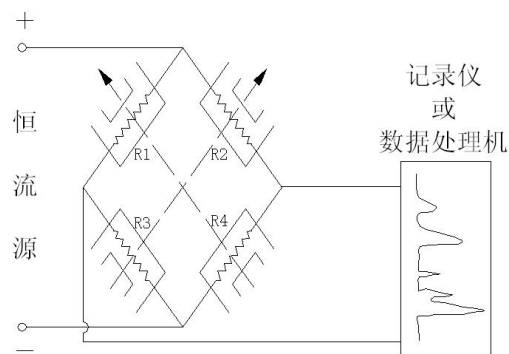 +
恒
流
源
—
R1
R2
R3
R4
记录仪
或
数据处理机